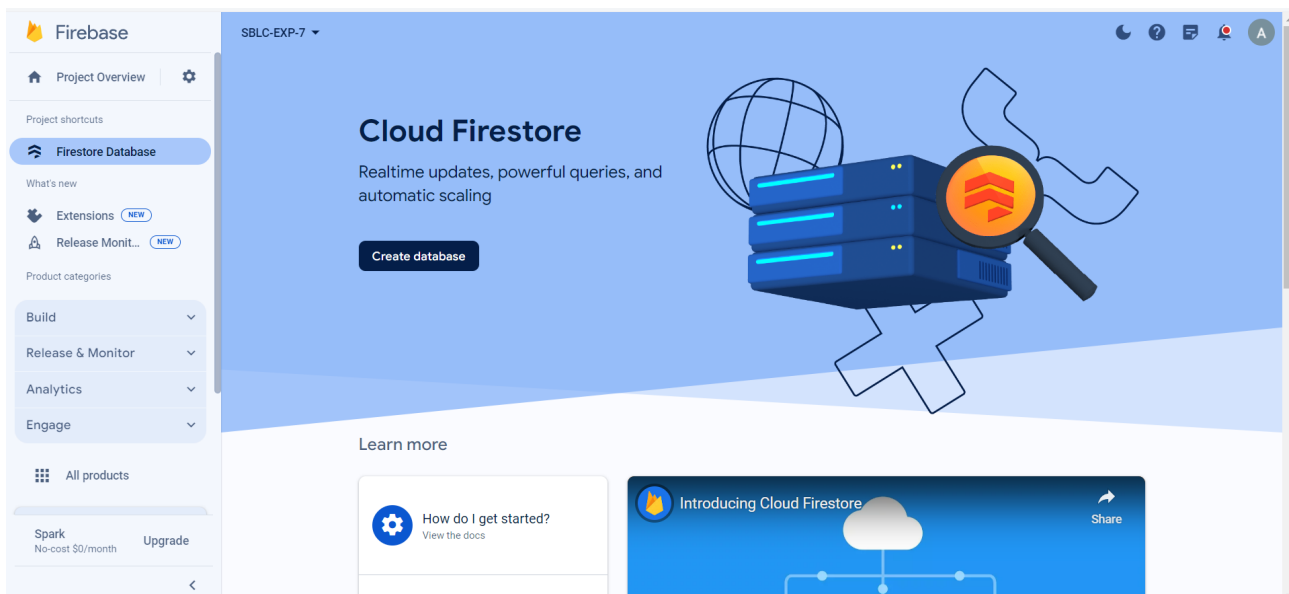 Firebase
Project Overview
Project shortcuts
Firestore Database
What's new
Extensions NEW
Release Monit... NEW
Product categories
Build
Release & Monitor
Analytics
Engage
All products
Spark
No-cost $0/month
Upgrade
SBLC-EXP-7
A
Cloud Firestore
Realtime updates, powerful queries, and
automatic scaling
Create database
Learn more
How do I get started?
View the docs
Introducing Cloud Firestore
Share